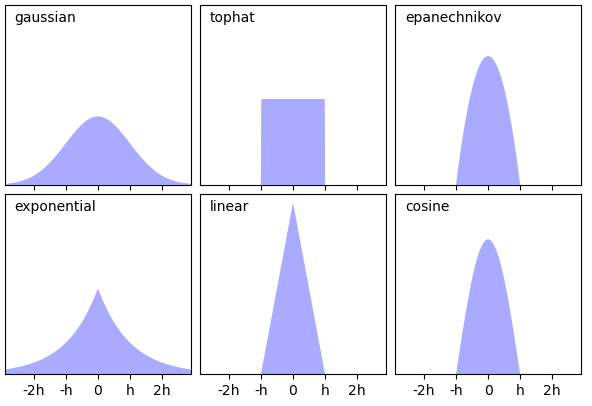 gaussian
tophat
epanechnikov
exponential
linear
cosine
-2h -h 0 h 2h
-2h -h 0 h 2h
-2h -h 0 h 2h